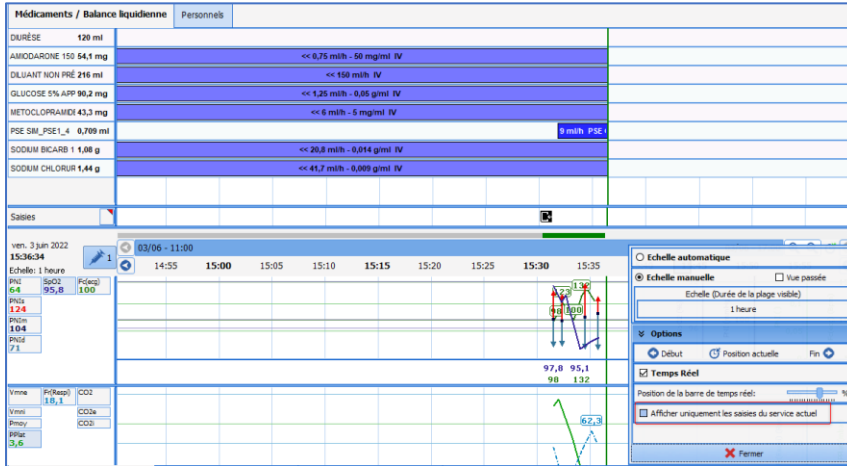 Médicaments / Balance liquidienne Personnels
DIURÈSE 120 ml
AMIODARONE 150 54,1 mg << 0,75 ml/h - 50 mg/ml IV
DILUANT NON PRÉ 216 ml << 150 ml/h IV
GLUCOSE 5% APP 90,2 mg << 1,25 ml/h - 0,05 g/ml IV
METOCLOPRAMIDE 43,3 mg << 6 ml/h - 5 mg/ml IV
PSE SIM_PSE1_4 0,709 ml 9 ml/h PSE
SODIUM BICARB 1 1,08 g << 20,8 ml/h - 0,014 g/ml IV
SODIUM CHLORUR 1,44 g << 41,7 ml/h - 0,009 g/ml IV
Saisies
ven. 3 juin 2022
15:36:34
1
Echelle: 1 heure
03/06 - 11:00
14:55 15:00 15:05 15:10 15:15 15:20 15:25 15:30 15:35
PNI SpO2 Fc(ecg)
64 95,8 100
PNIs
124
PNIm
104
PNId
71
123 132
98 100
97,8 95,1
98 132
Vmne Fr(Respi) CO2
18,1
Vmni CO2e
Pmoy CO2i
PPlat
3,6
62,3
Echelle automatique
Echelle manuelle Vue passée
Echelle (Durée de la plage visible)
1 heure
Options
Début Position actuelle Fin
Temps Réel
Position de la barre de temps réel: %
Afficher uniquement les saisies du service actuel
Fermer